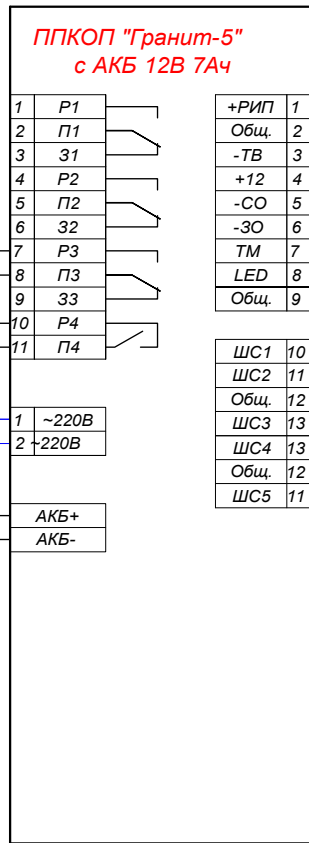 ППКОП "Гранит-5"
с АКБ 12В 7Ач
1 Р1
2 П1
3 З1
4 Р2
5 П2
6 З2
7 Р3
8 П3
9 З3
10 Р4
11 П4
1 ~220В
2 ~220В
АКБ+
АКБ-
+РИП 1
Общ. 2
-ТВ 3
+12 4
-СО 5
-ЗО 6
ТМ 7
LED 8
Общ. 9
ШС1 10
ШС2 11
Общ. 12
ШС3 13
ШС4 13
Общ. 12
ШС5 11